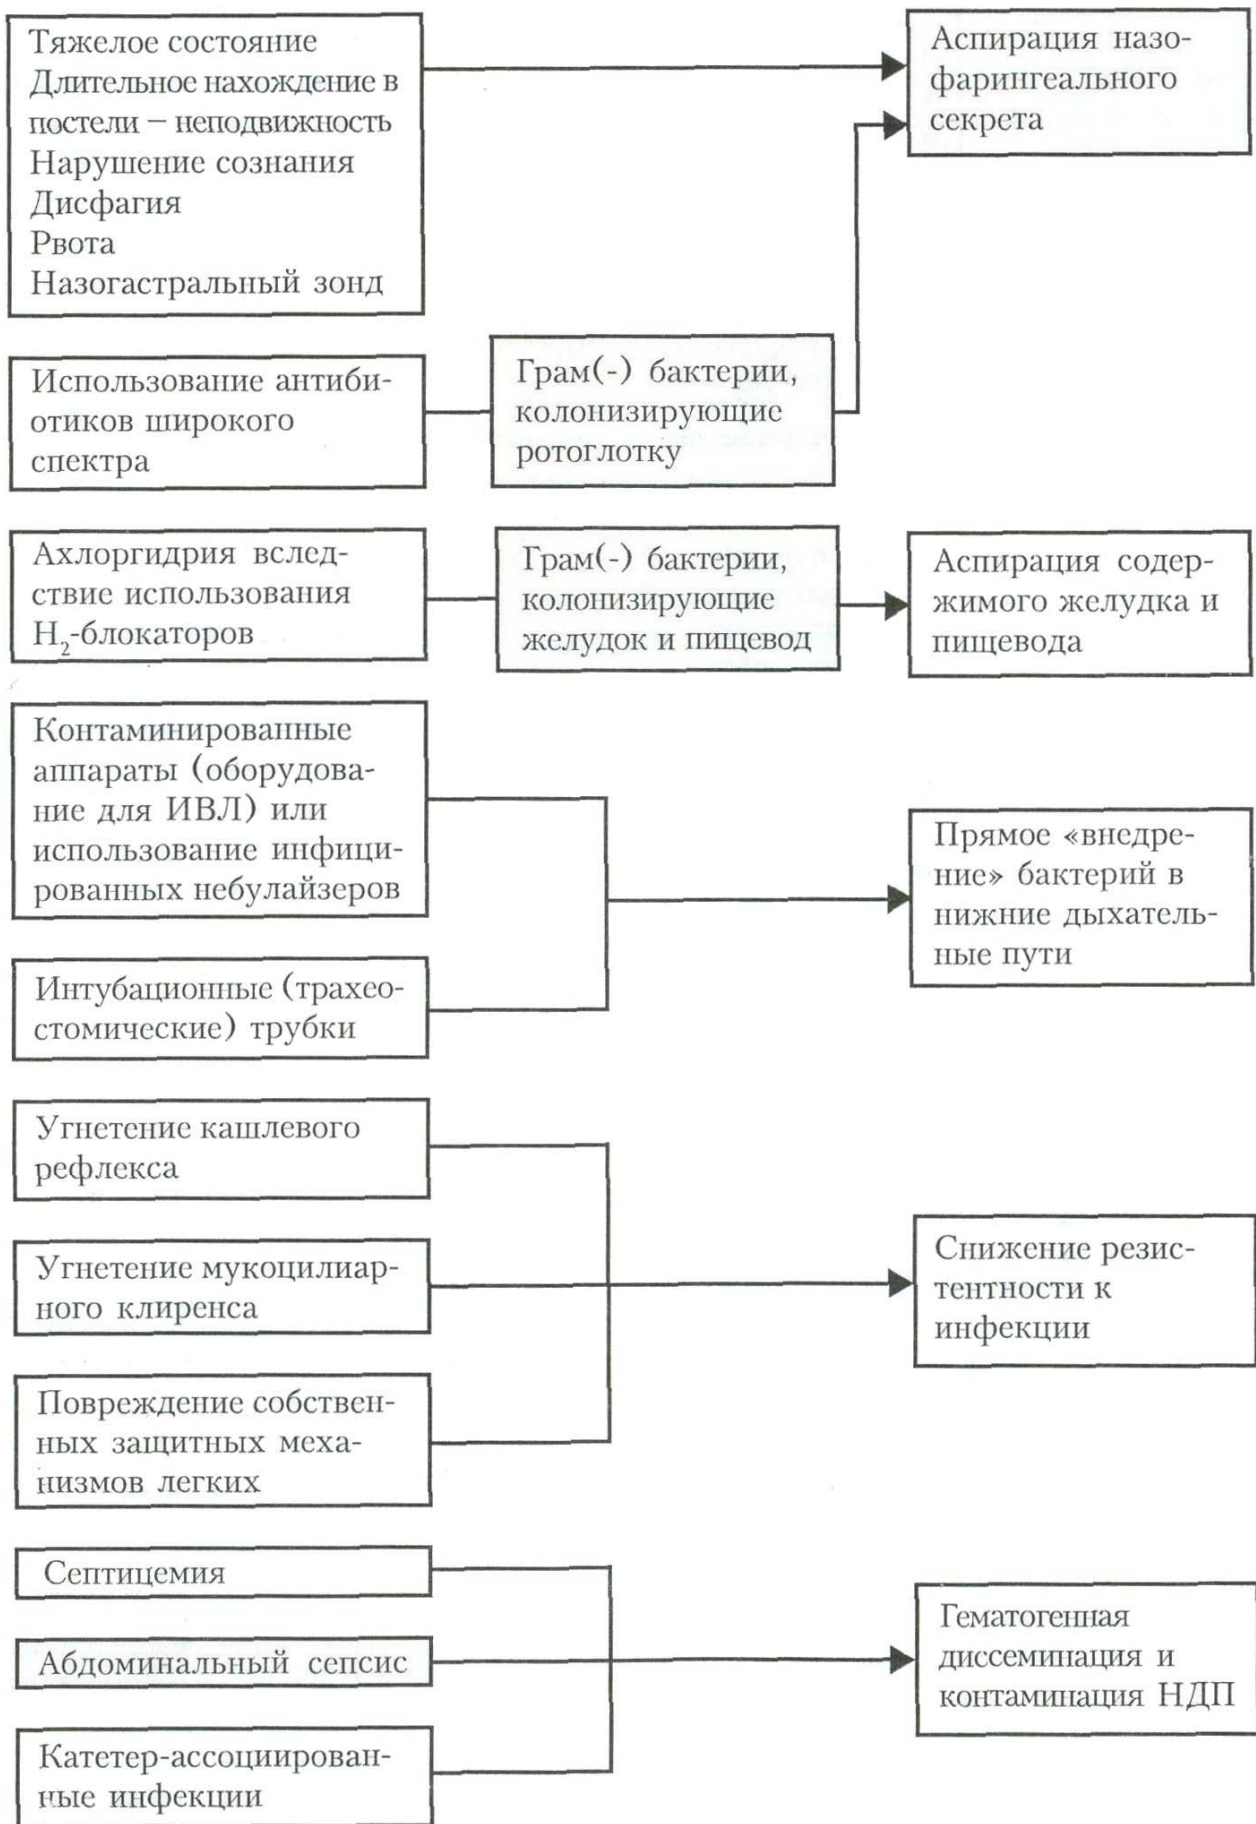 Тяжелое состояние
Длительное нахождение в
постели – неподвижность
Нарушение сознания
Дисфагия
Рвота
Назогастральный зонд
Аспирация назо-
фарингеального
секрета
Использование антиби-
отиков широкого
спектра
Грам(-) бактерии,
колонизирующие
ротоглотку
Ахлоргидрия вслед-
ствие использования
H₂-блокаторов
Грам(-) бактерии,
колонизирующие
желудок и пищевод
Аспирация содер-
жимого желудка и
пищевода
Контаминированные
аппараты (оборудова-
ние для ИВЛ) или
использование инфици-
рованных небулайзеров
Интубационные (трахео-
стомические) трубки
Прямое «внедре-
ние» бактерий в
нижние дыхатель-
ные пути
Угнетение кашлевого
рефлекса
Угнетение мукоцилиар-
ного клиренса
Повреждение собствен-
ных защитных меха-
низмов легких
Снижение резис-
тентности к
инфекции
Септицемия
Абдоминальный сепсис
Катетер-ассоциирован-
ные инфекции
Гематогенная
диссеминация и
контаминация НДП